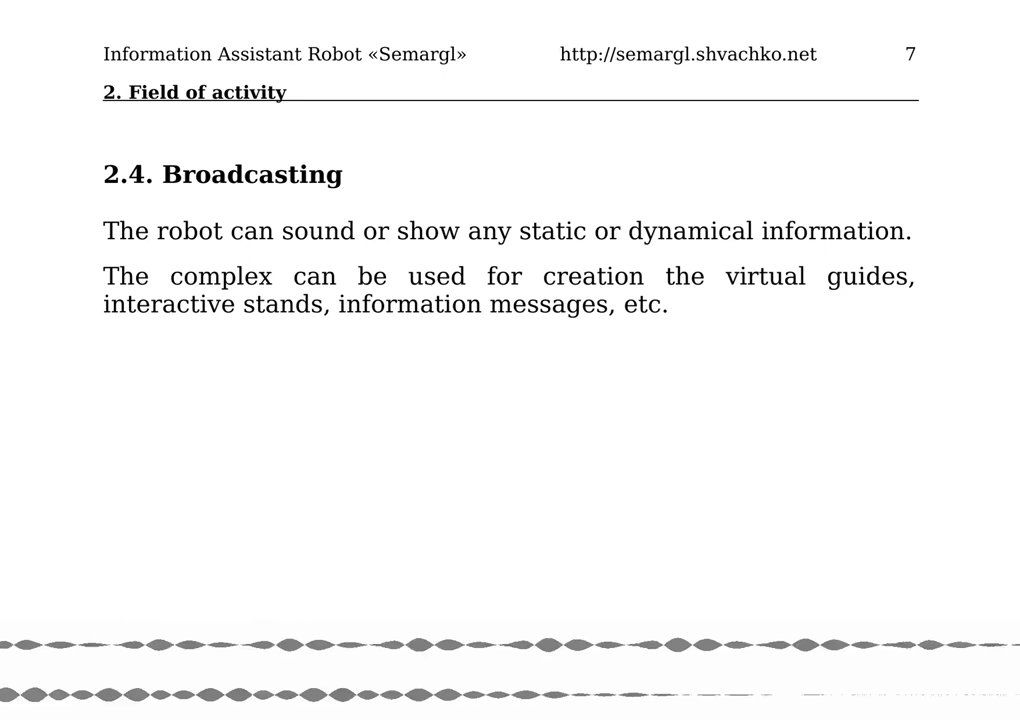 Information Assistant Robot «Semargl» http://semargl.shvachko.net 7
2. Field of activity
2.4. Broadcasting
The robot can sound or show any static or dynamical information.
The complex can be used for creation the virtual guides,
interactive stands, information messages, etc.